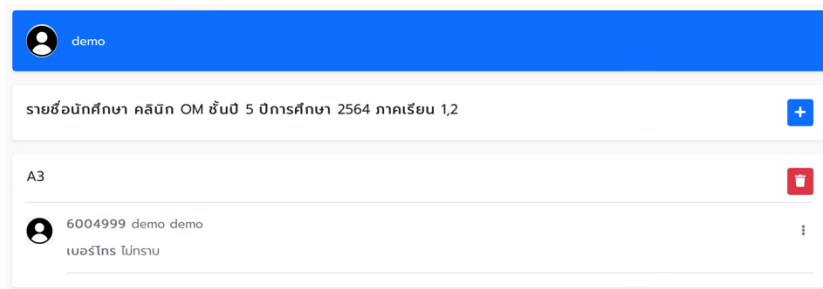 demo
รายชื่อนักศึกษา คลินิก OM ชั้นปี 5 ปีการศึกษา 2564 ภาคเรียน 1,2
A3
6004999 demo demo
เบอร์โทร ไม่ทราบ